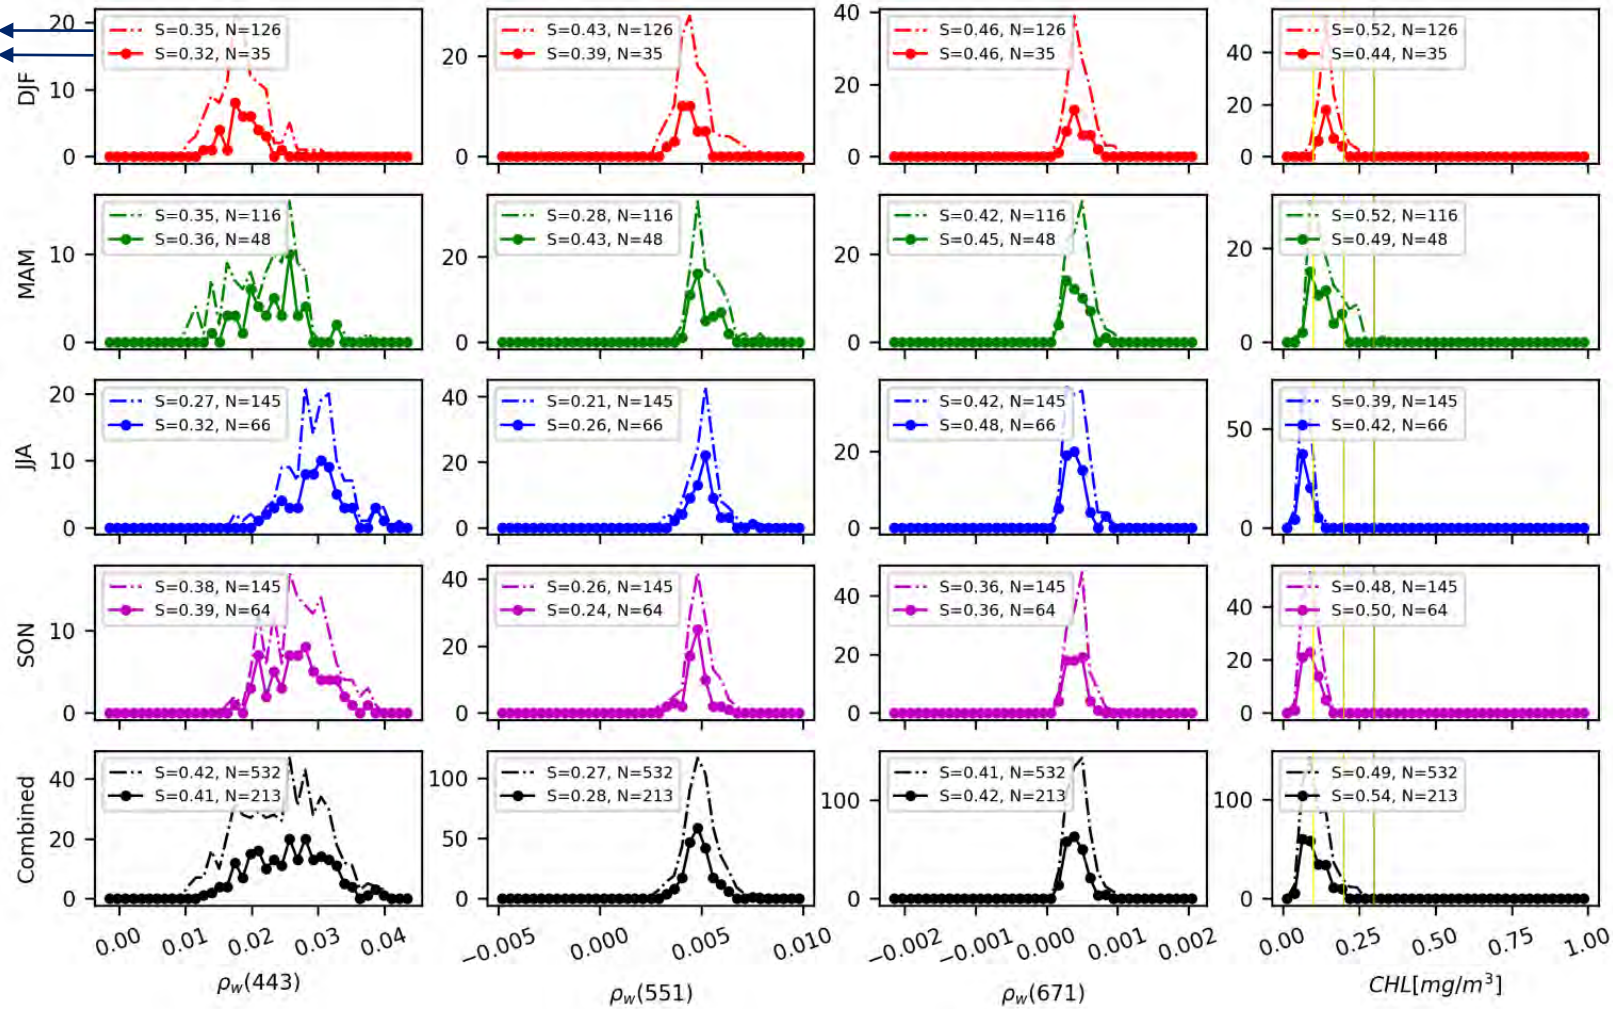 20
10
0
DJF
S=0.35, N=126
S=0.32, N=35
20
0
S=0.43, N=126
S=0.39, N=35
40
20
0
S=0.46, N=126
S=0.46, N=35
40
20
0
S=0.52, N=126
S=0.44, N=35
10
0
MAM
S=0.35, N=116
S=0.36, N=48
20
0
S=0.28, N=116
S=0.43, N=48
20
0
S=0.42, N=116
S=0.45, N=48
20
0
S=0.52, N=116
S=0.49, N=48
20
10
0
JJA
S=0.27, N=145
S=0.32, N=66
40
20
0
S=0.21, N=145
S=0.26, N=66
20
0
S=0.42, N=145
S=0.48, N=66
50
0
S=0.39, N=145
S=0.42, N=66
10
0
SON
S=0.38, N=145
S=0.39, N=64
40
20
0
S=0.26, N=145
S=0.24, N=64
40
20
0
S=0.36, N=145
S=0.36, N=64
40
20
0
S=0.48, N=145
S=0.50, N=64
40
20
0
Combined
S=0.42, N=532
S=0.41, N=213
100
50
0
S=0.27, N=532
S=0.28, N=213
100
0
S=0.41, N=532
S=0.42, N=213
100
0
S=0.49, N=532
S=0.54, N=213
0.00 0.01 0.02 0.03 0.04
ρw(443)
−0.005 0.000 0.005 0.010
ρw(551)
−0.002 −0.001 0.000 0.001 0.002
ρw(671)
0.00 0.25 0.50 0.75 1.00
CHL[mg/m³]